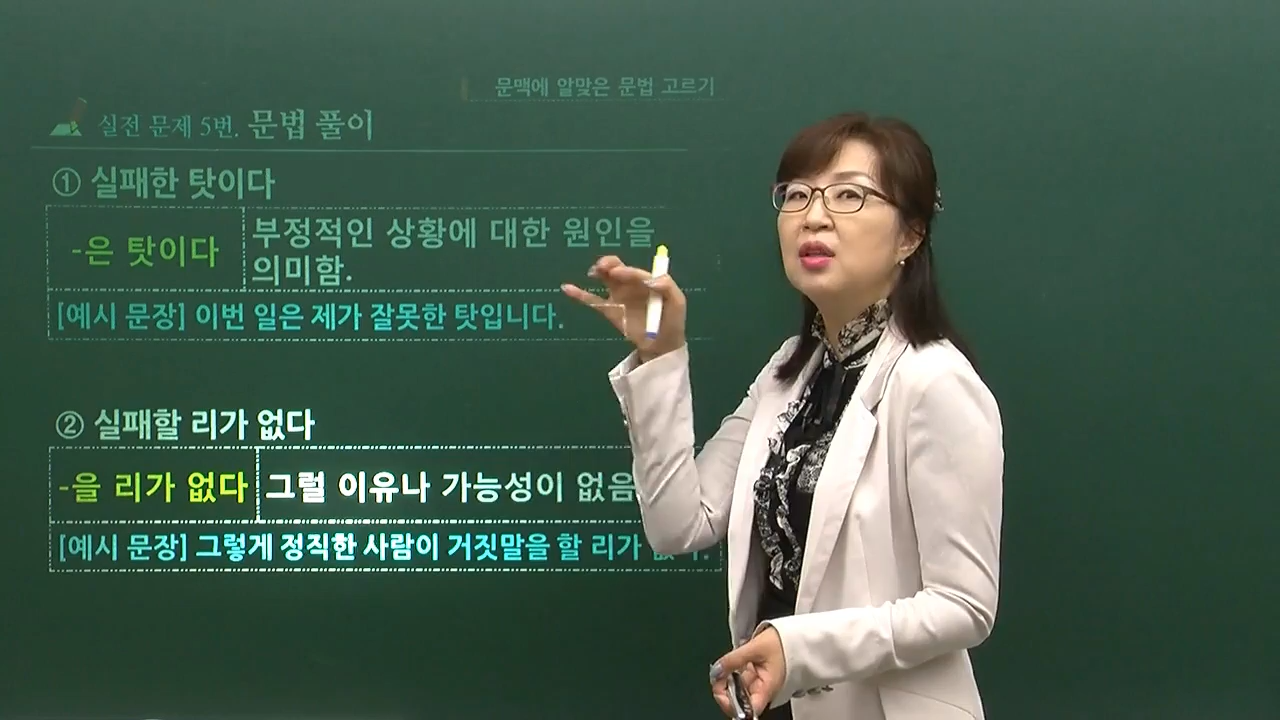 문맥에 알맞은 문법 고르기
실전 문제 5번. 문법 풀이
① 실패한 탓이다
-은 탓이다
부정적인 상황에 대한 원인을
의미함.
[예시 문장] 이번 일은 제가 잘못한 탓입니다.
② 실패할 리가 없다
-을 리가 없다
그럴 이유나 가능성이 없음
[예시 문장] 그렇게 정직한 사람이 거짓말을 할 리가